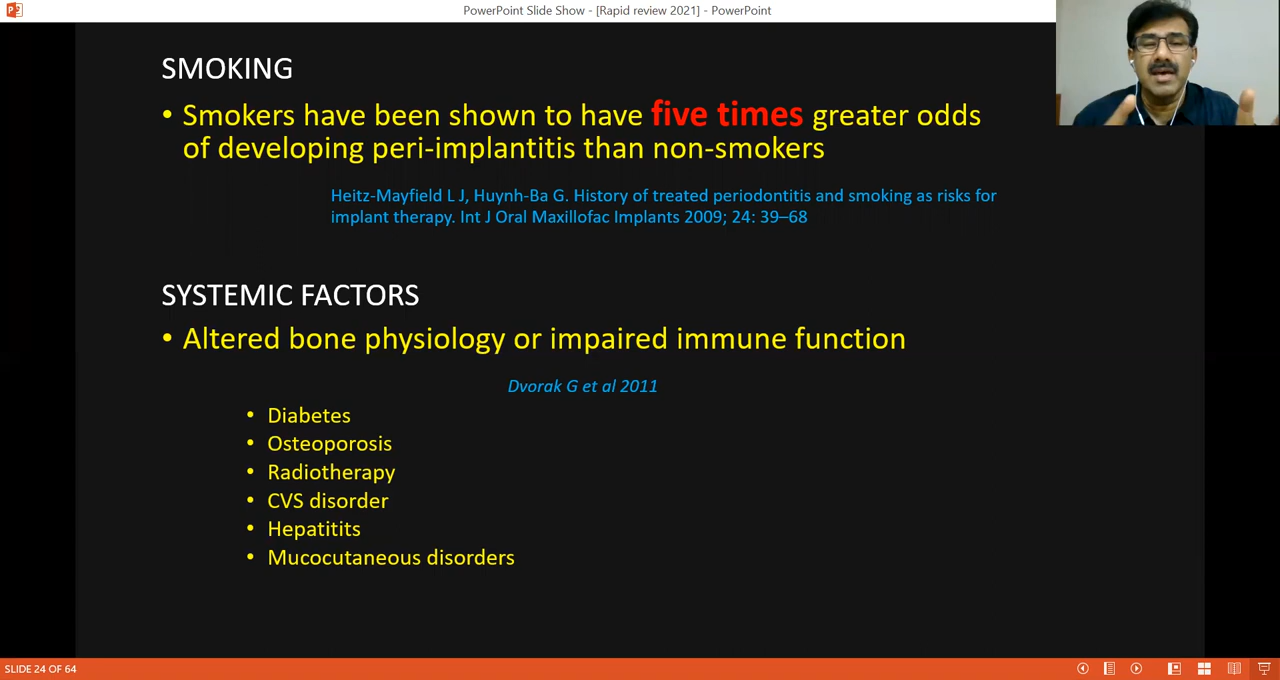 PowerPoint Slide Show - [Rapid review 2021] - PowerPoint
SMOKING
• Smokers have been shown to have five times greater odds
of developing peri-implantitis than non-smokers
Heitz-Mayfield L J, Huynh-Ba G. History of treated periodontitis and smoking as risks for
implant therapy. Int J Oral Maxillofac Implants 2009; 24: 39–68
SYSTEMIC FACTORS
• Altered bone physiology or impaired immune function
Dvorak G et al 2011
• Diabetes
• Osteoporosis
• Radiotherapy
• CVS disorder
• Hepatitits
• Mucocutaneous disorders
SLIDE 24 OF 64